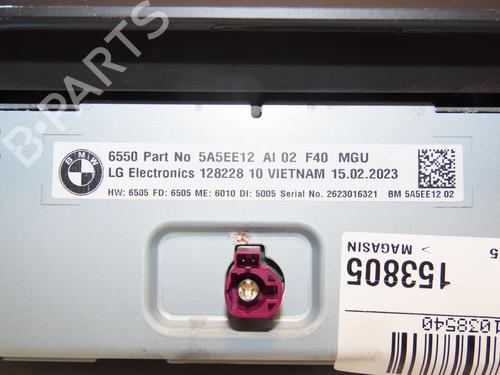 BMW
6550 Part No 5A5EE12 AI 02 F40 MGU
LG Electronics 128228 10 VIETNAM 15.02.2023
HW: 6505 FD: 6505 ME: 6010 DI: 5005 Serial No. 2623016321 BM 5A5EE12 02
B-PARTS
153805
> MAGASIN
1038540